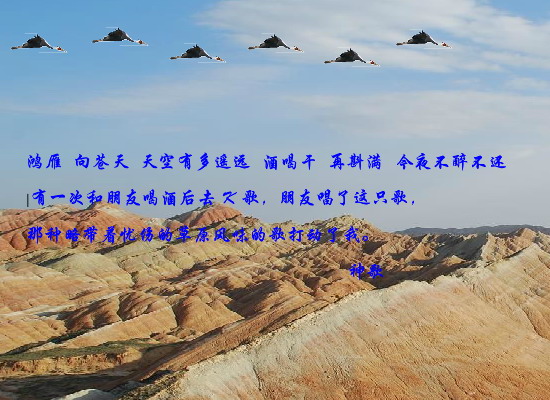 鸿雁 向苍天 天空有多遥远 酒喝干 再斟满 今夜不醉不还
有一次和朋友喝酒后去 K 歌，朋友唱了这只歌，
那种略带着忧伤的草原风味的歌打动了我。
神歌